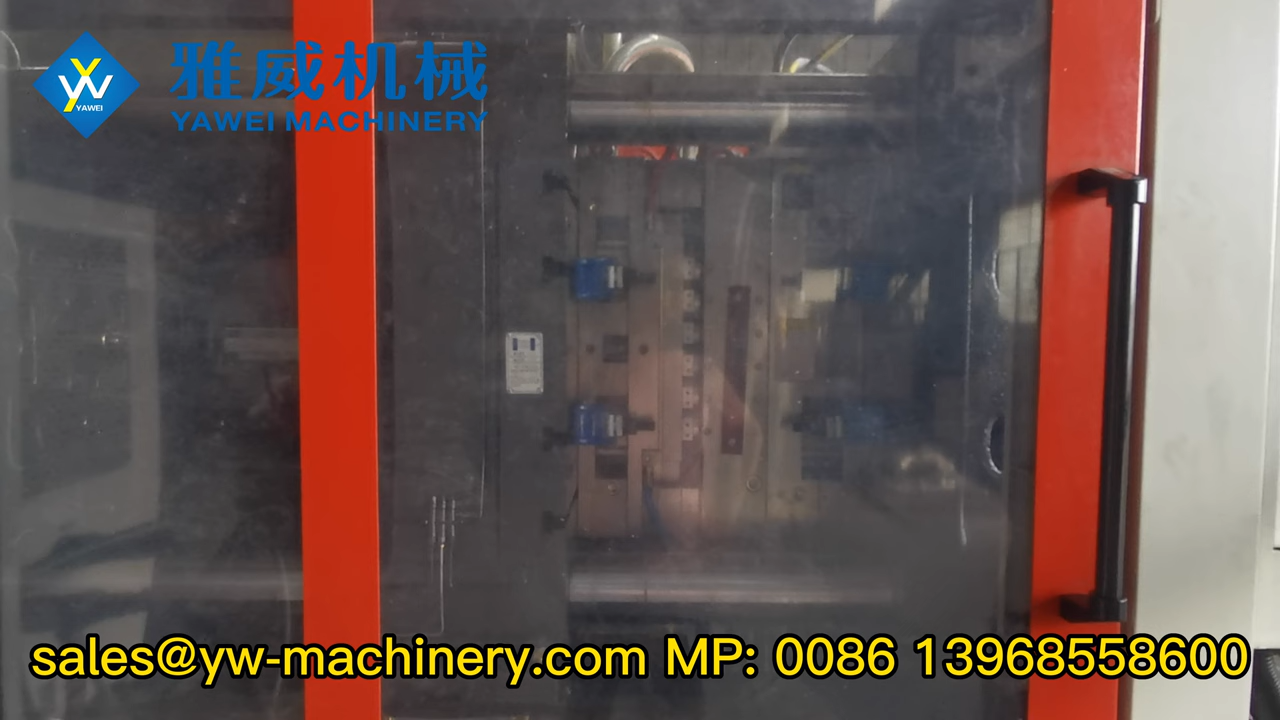 雅威机械
YAWEI MACHINERY
YW
YAWEI
sales@yw-machinery.com MP: 0086 13968558600